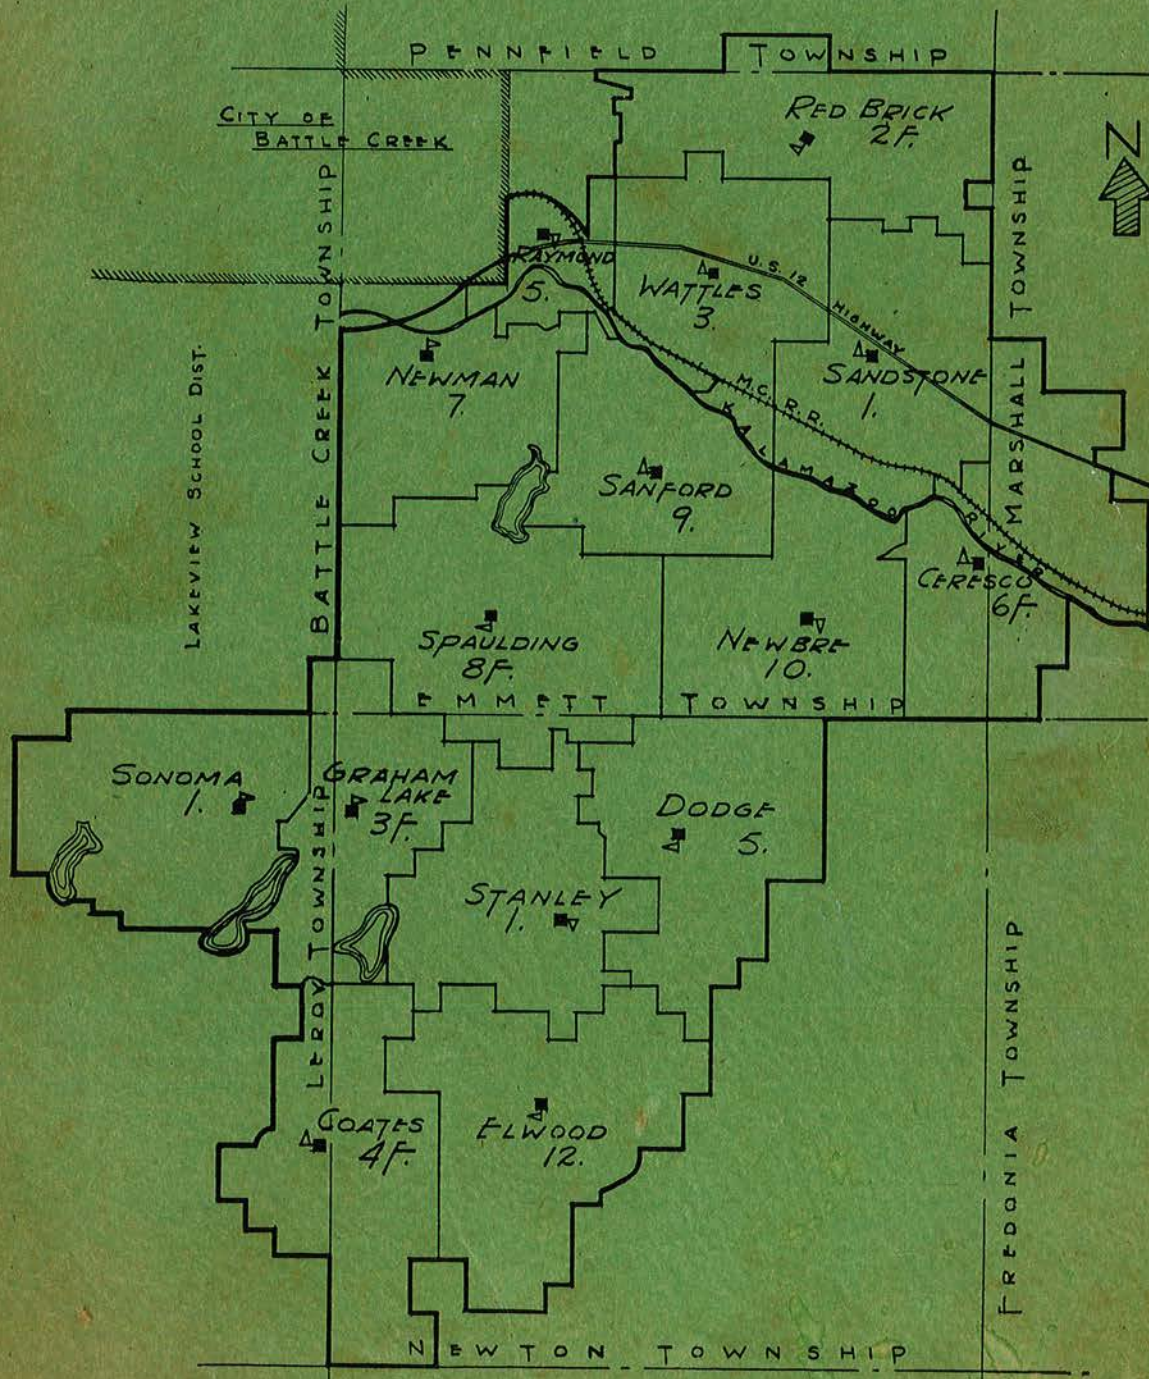 PENNFIELD TOWNSHIP
CITY OF
BATTLE CREEK
RED BRICK
2F.
N
RAYMOND
5.
WATTLES
3.
U.S. 12 HIGHWAY
SANDSTONE
1.
NEWMAN
7.
M.C. R.R.
KALAMAZOO RIVER
SANFORD
9.
LAKEVIEW SCHOOL DIST.
BATTLE CREEK TOWNSHIP
MARSHALL TOWNSHIP
CERESCO
6F.
SPAULDING
8F.
NEWBRE
10.
EMMETT TOWNSHIP
SONOMA
1.
GRAHAM
LAKE
3F.
DODGE
5.
STANLEY
1.
LEROY TOWNSHIP
COATES
4F.
ELWOOD
12.
FREDONIA TOWNSHIP
NEWTON TOWNSHIP